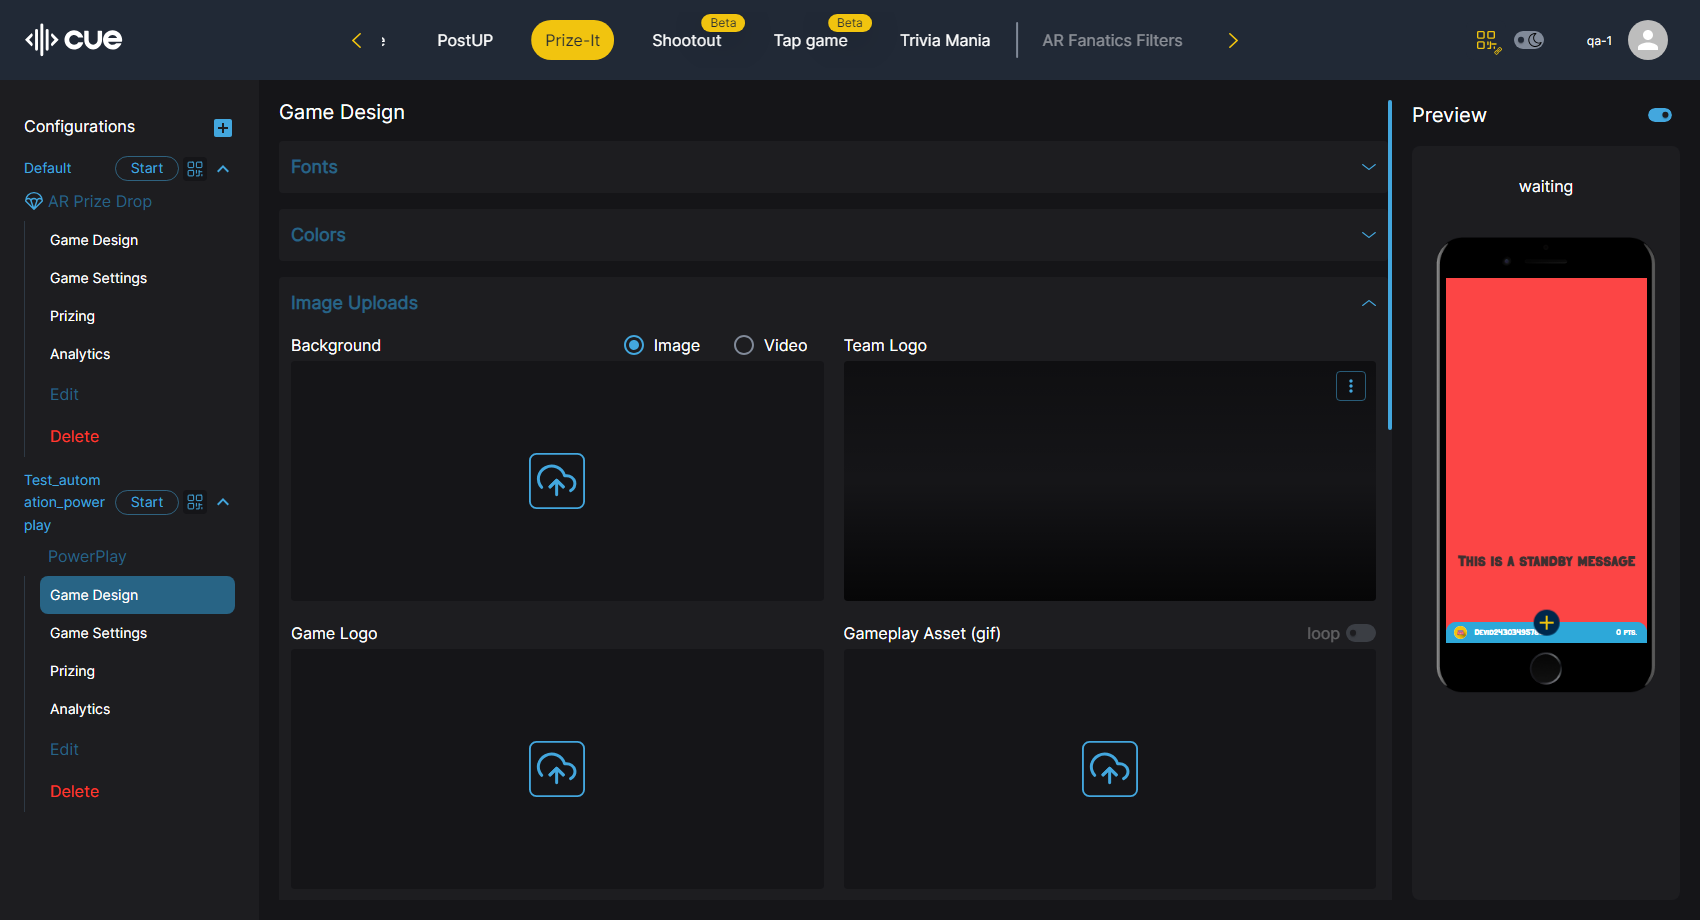 cue
PostUP
Prize-It
Beta
Shootout
Beta
Tap game
Trivia Mania
AR Fanatics Filters
qa-1
Configurations
Default
Start
AR Prize Drop
Game Design
Game Settings
Prizing
Analytics
Edit
Delete
Test_autom
ation_power
play
Start
PowerPlay
Game Design
Game Settings
Prizing
Analytics
Edit
Delete
Game Design
Fonts
Colors
Image Uploads
Background
Image
Video
Team Logo
Game Logo
Gameplay Asset (gif)
loop
Preview
waiting
This is a standby message
0 pts.